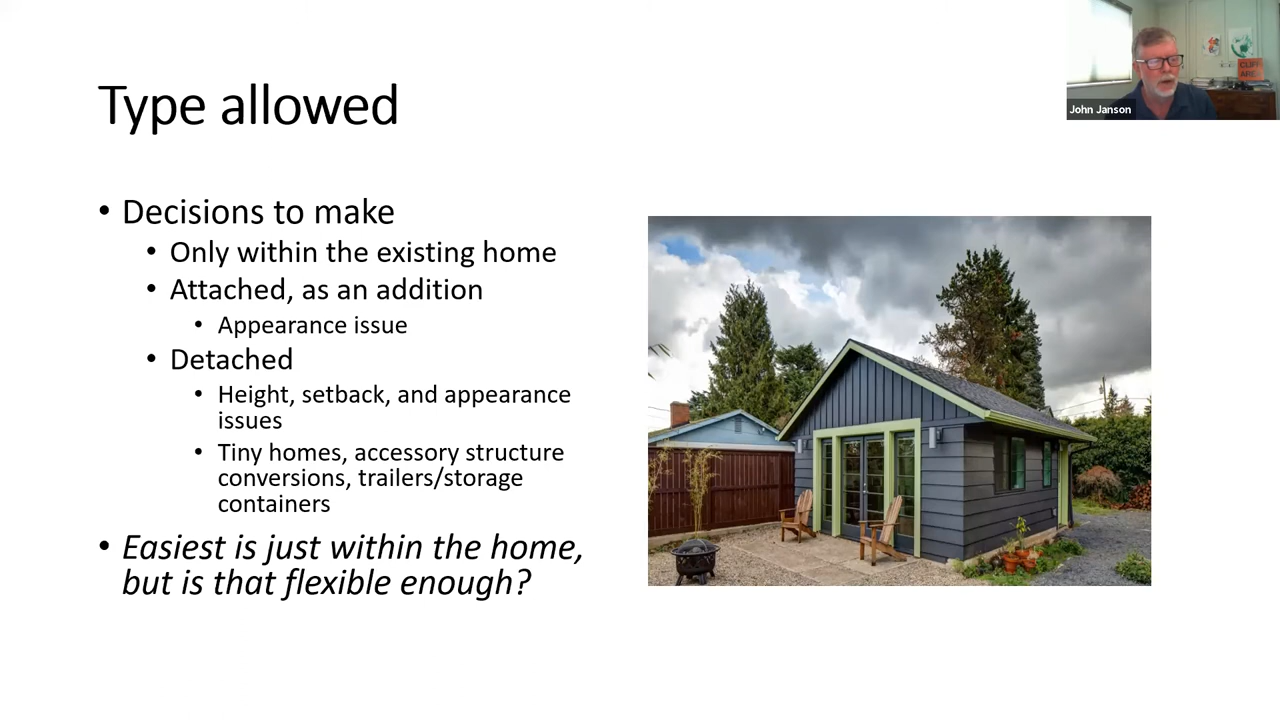 Type allowed
• Decisions to make
• Only within the existing home
• Attached, as an addition
• Appearance issue
• Detached
• Height, setback, and appearance
issues
• Tiny homes, accessory structure
conversions, trailers/storage
containers
• Easiest is just within the home,
but is that flexible enough?
John Janson